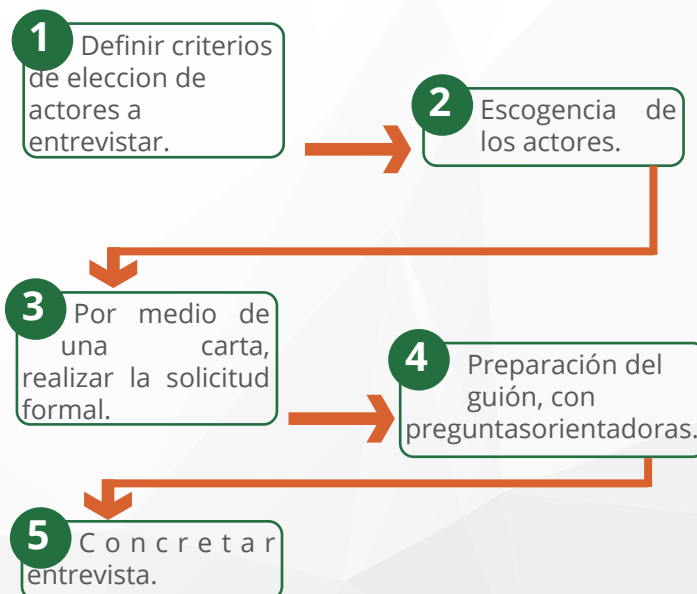 1
Definir criterios
de eleccion de
actores a
entrevistar.
2
Escogencia de
los actores.
3
Por medio de
una carta,
realizar la solicitud
formal.
4
Preparación del
guión, con
preguntasorientadoras.
5
Concretar
entrevista.